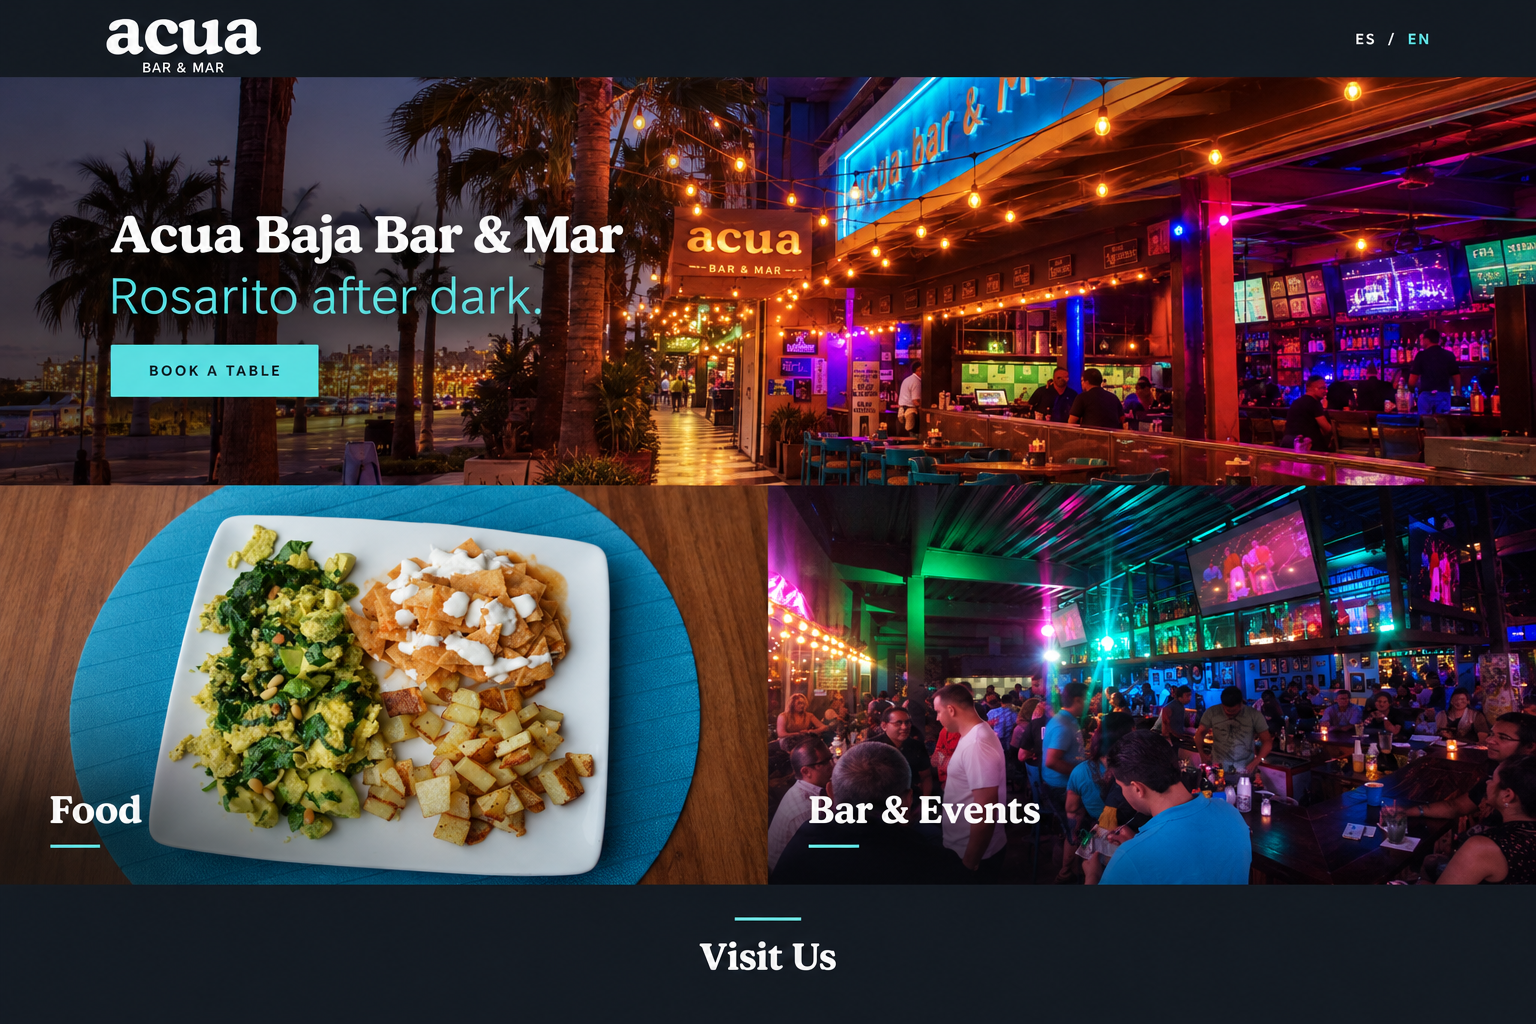 acua
BAR & MAR
ES / EN
acua bar &
acua
BAR & MAR
Acua Baja Bar & Mar
Rosarito after dark.
BOOK A TABLE
Food
Bar & Events
Visit Us